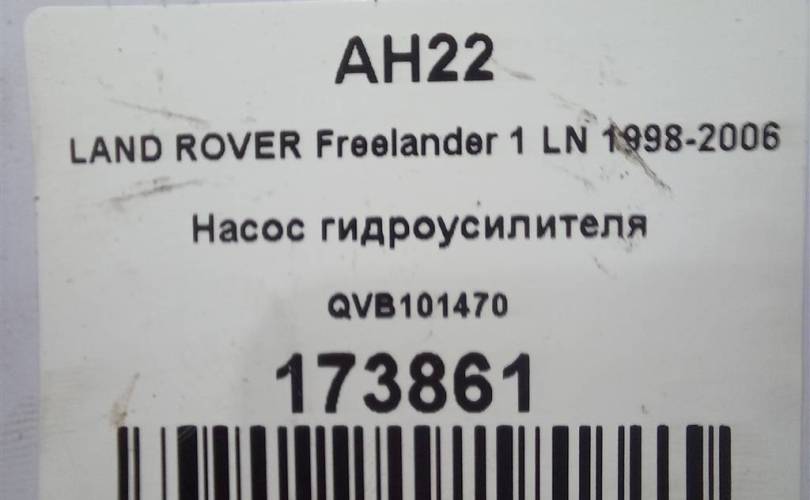 AH22
LAND ROVER Freelander 1 LN 1998-2006
Насос гидроусилителя
QVB101470
173861